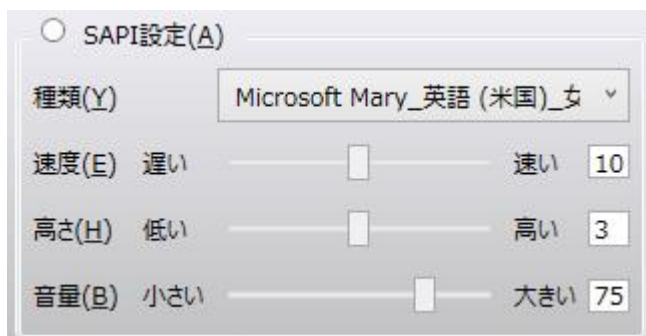 SAPI設定(A)
種類(Y) Microsoft Mary_英語 (米国)_女
速度(E) 遅い 速い 10
高さ(H) 低い 高い 3
音量(B) 小さい 大きい 75